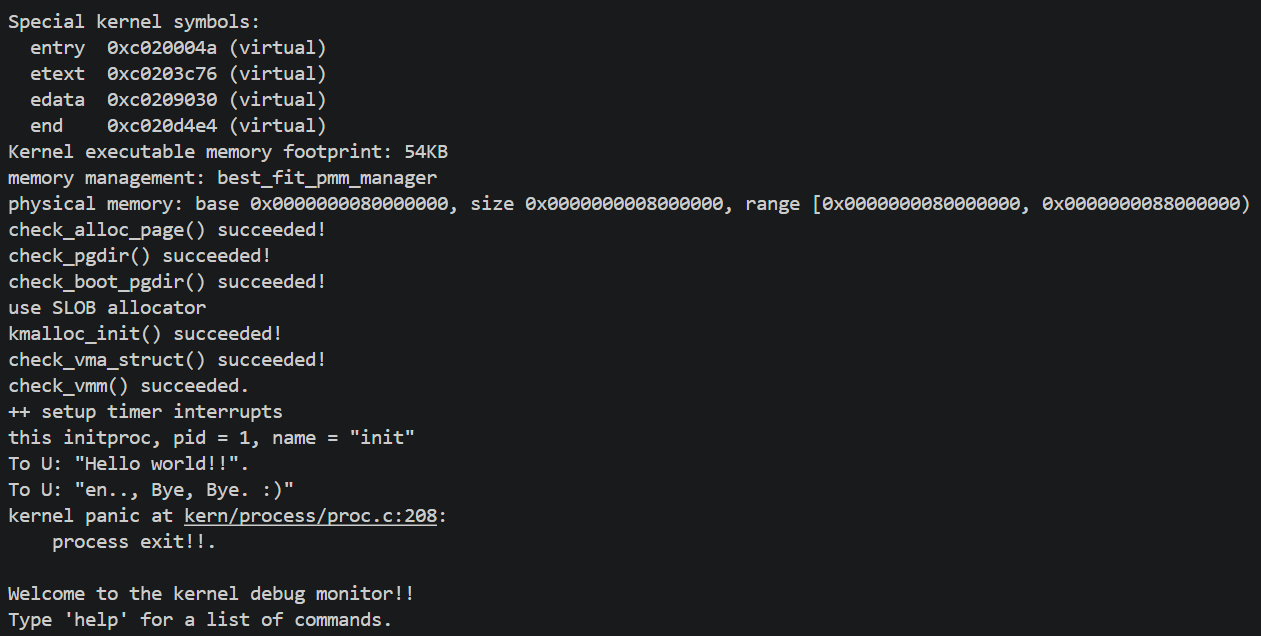 Special kernel symbols:
  entry  0xc020004a (virtual)
  etext  0xc0203c76 (virtual)
  edata  0xc0209030 (virtual)
  end    0xc020d4e4 (virtual)
Kernel executable memory footprint: 54KB
memory management: best_fit_pmm_manager
physical memory: base 0x0000000080000000, size 0x0000000008000000, range [0x0000000080000000, 0x0000000088000000)
check_alloc_page() succeeded!
check_pgdir() succeeded!
check_boot_pgdir() succeeded!
use SLOB allocator
kmalloc_init() succeeded!
check_vma_struct() succeeded!
check_vmm() succeeded.
++ setup timer interrupts
this initproc, pid = 1, name = "init"
To U: "Hello world!!".
To U: "en.., Bye, Bye. :)"
kernel panic at kern/process/proc.c:208:
    process exit!!.

Welcome to the kernel debug monitor!!
Type 'help' for a list of commands.